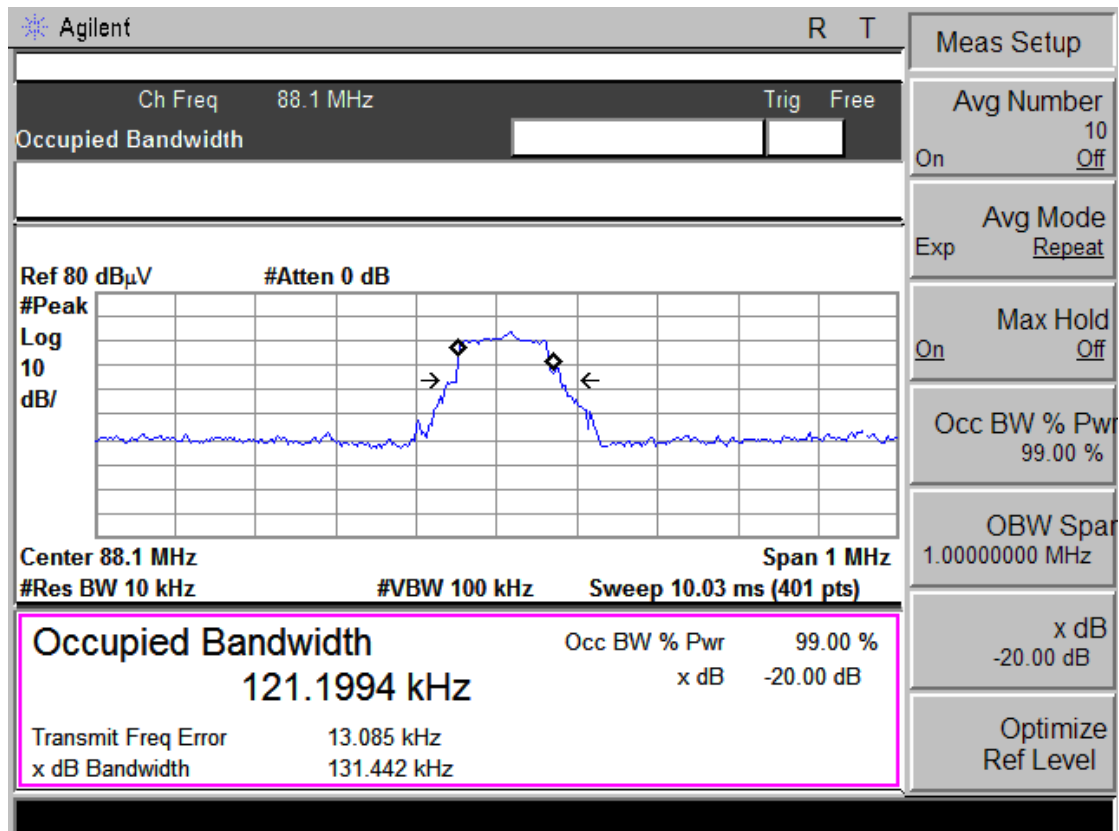 Agilent R T
Meas Setup
Ch Freq 88.1 MHz Trig Free
Occupied Bandwidth
Avg Number
10
On Off
Avg Mode
Exp Repeat
Ref 80 dBµV #Atten 0 dB
#Peak
Log
10
dB/
Max Hold
On Off
Occ BW % Pwr
99.00 %
Center 88.1 MHz Span 1 MHz
#Res BW 10 kHz #VBW 100 kHz Sweep 10.03 ms (401 pts)
OBW Span
1.00000000 MHz
Occupied Bandwidth Occ BW % Pwr 99.00 %
121.1994 kHz x dB -20.00 dB
Transmit Freq Error 13.085 kHz
x dB Bandwidth 131.442 kHz
x dB
-20.00 dB
Optimize
Ref Level